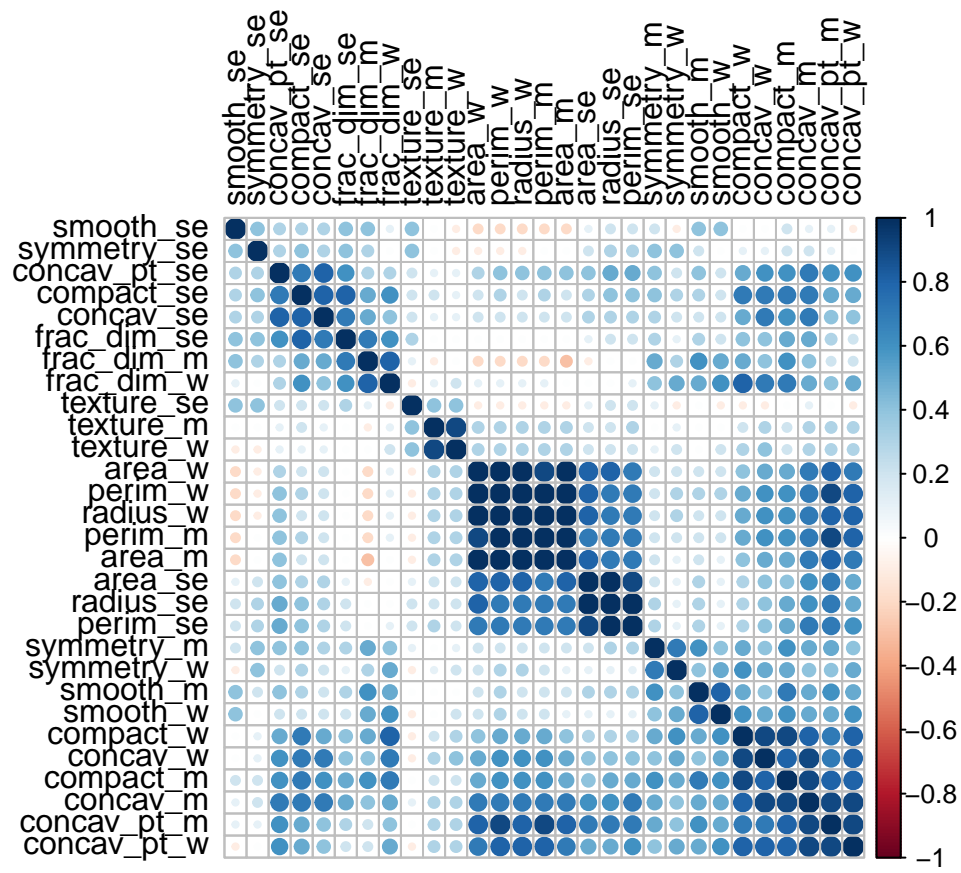 smooth_se
symmetry_se
concav_pt_se
compact_se
concav_se
frac_dim_se
frac_dim_m
frac_dim_w
texture_se
texture_m
texture_w
area_w
perim_w
radius_w
perim_m
area_m
area_se
radius_se
perim_se
symmetry_m
symmetry_w
smooth_m
smooth_w
compact_w
concav_w
compact_m
concav_m
concav_pt_m
concav_pt_w
smooth_se
symmetry_se
concav_pt_se
compact_se
concav_se
frac_dim_se
frac_dim_m
frac_dim_w
texture_se
texture_m
texture_w
area_w
perim_w
radius_w
perim_m
area_m
area_se
radius_se
perim_se
symmetry_m
symmetry_w
smooth_m
smooth_w
compact_w
concav_w
compact_m
concav_m
concav_pt_m
concav_pt_w
1
0.8
0.6
0.4
0.2
0
−0.2
−0.4
−0.6
−0.8
−1